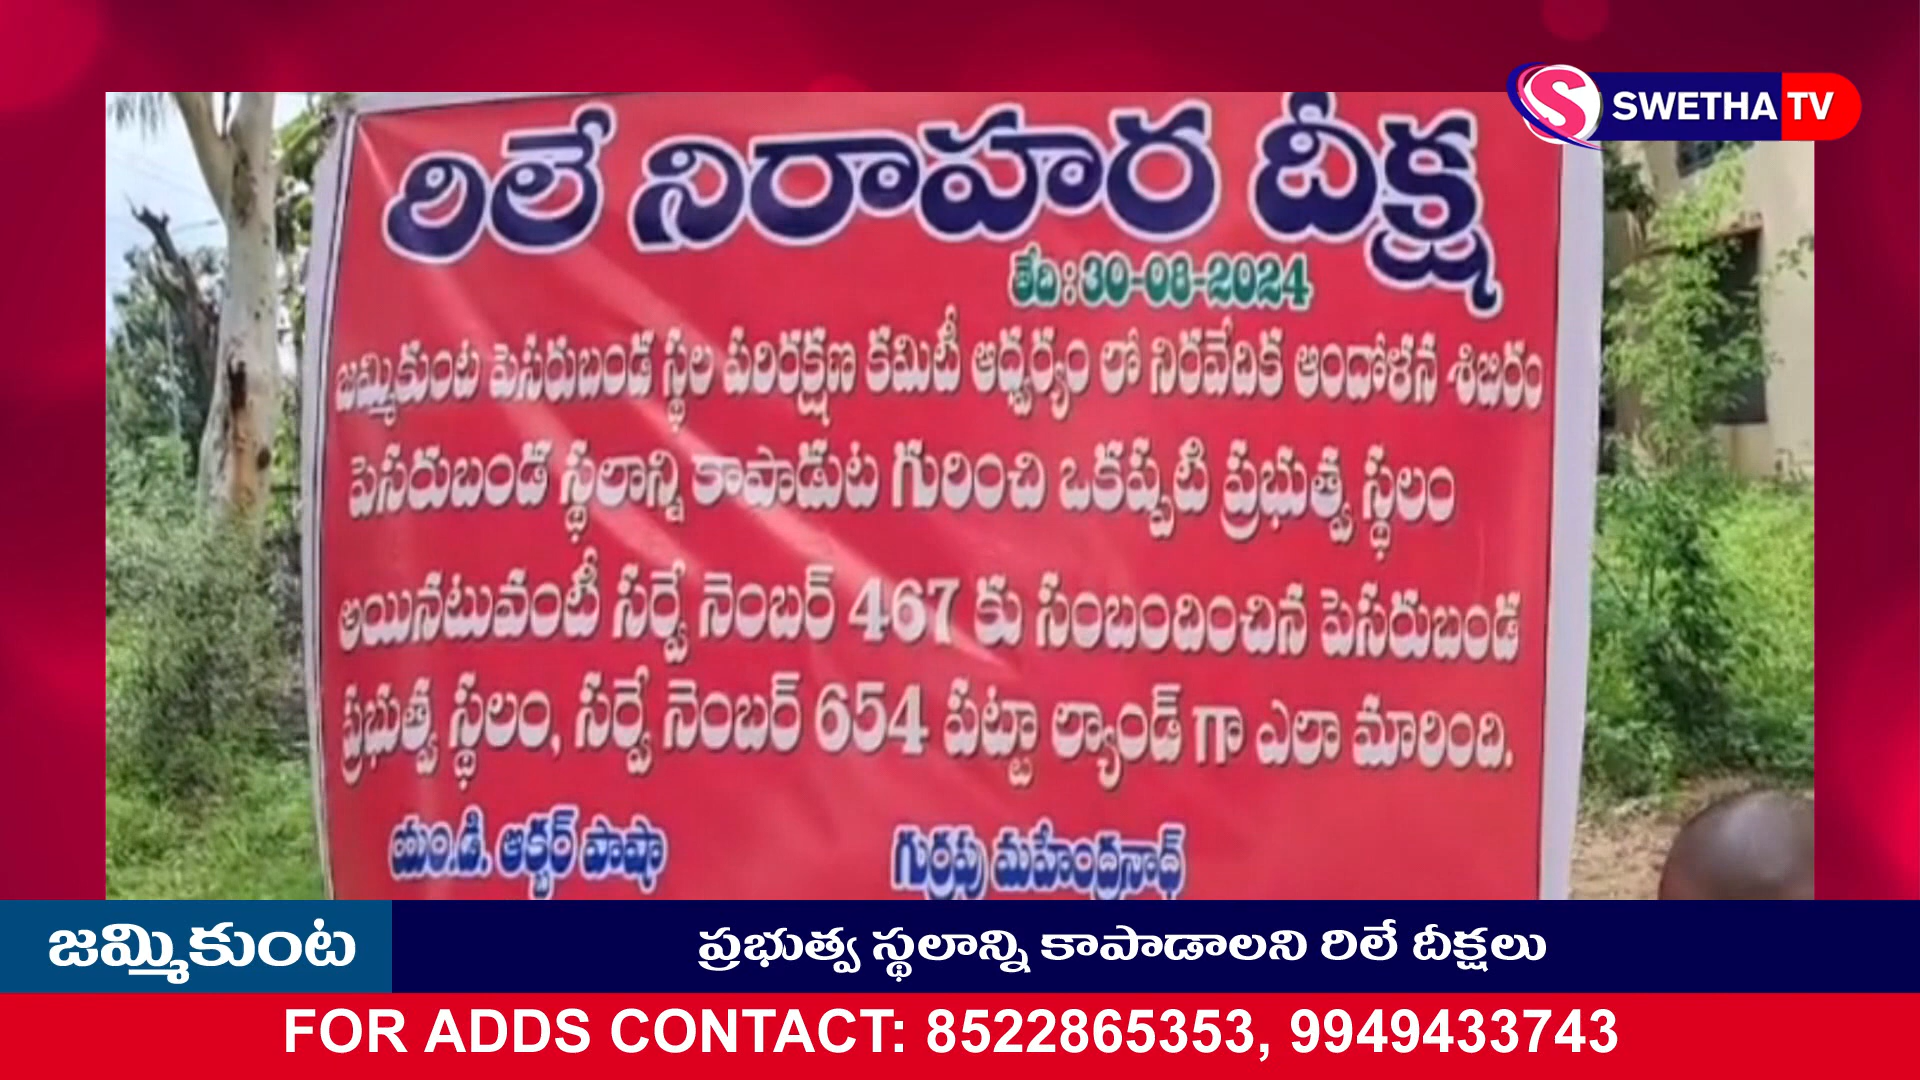 SWETHA TV
రిలే నిరాహార దీక్ష
తేది : 30-08-2024
జమ్మికుంట పెసరుబండ స్థల పరిరక్షణ కమిటీ ఆధ్వర్యం లో నిరవేదిక ఆందోళన శిబిరం
పెసరుబండ స్థలాన్ని కాపాడుట గురించి ఒకప్పటి ప్రభుత్వ స్థలం
అయినటువంటి సర్వే నెంబర్ 467 కు సంబందించిన పెసరుబండ
ప్రభుత్వ స్థలం, సర్వే నెంబర్ 654 పట్టా ల్యాండ్ గా ఎలా మారింది.
యం.డి. ఆక్బర్ పాషా గుర్రపు మహేంద్రనాథ్
జమ్మికుంట
ప్రభుత్వ స్థలాన్ని కాపాడాలని రిలే దీక్షలు
FOR ADDS CONTACT: 8522865353, 9949433743